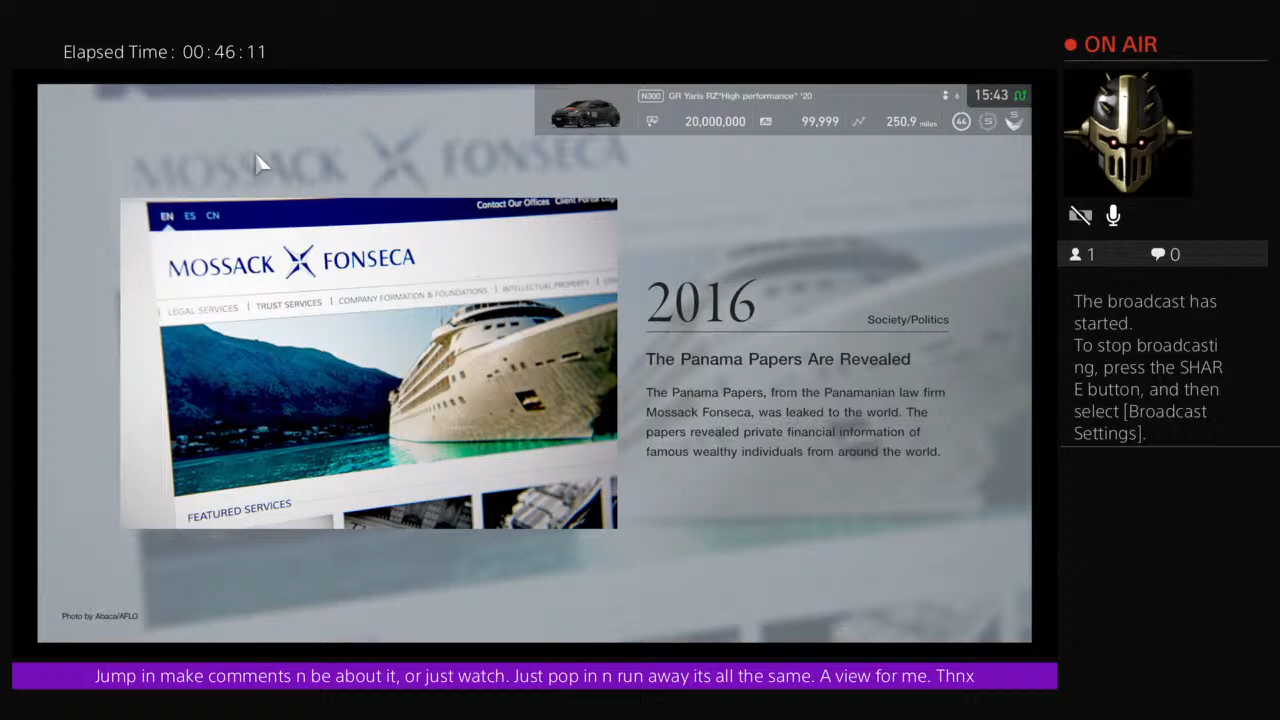 Elapsed Time: 00:46:11
ON AIR
N300 GR Yaris RZ"High performance" '20
6
15:43
20,000,000 99,999 250.9 miles 44 S S
MOSSACK FONSECA
EN ES CN
Contact Our Offices
MOSSACK FONSECA
LEGAL SERVICES | TRUST SERVICES | COMPANY FORMATION & FOUNDATIONS | INTELLECTUAL PROPERTY |
FEATURED SERVICES
2016
Society/Politics
The Panama Papers Are Revealed
The Panama Papers, from the Panamanian law firm
Mossack Fonseca, was leaked to the world. The
papers revealed private financial information of
famous wealthy individuals from around the world.
Photo by Abaca/AFLO
1 0
The broadcast has
started.
To stop broadcasti
ng, press the SHAR
E button, and then
select [Broadcast
Settings].
Jump in make comments n be about it, or just watch. Just pop in n run away its all the same. A view for me. Thnx